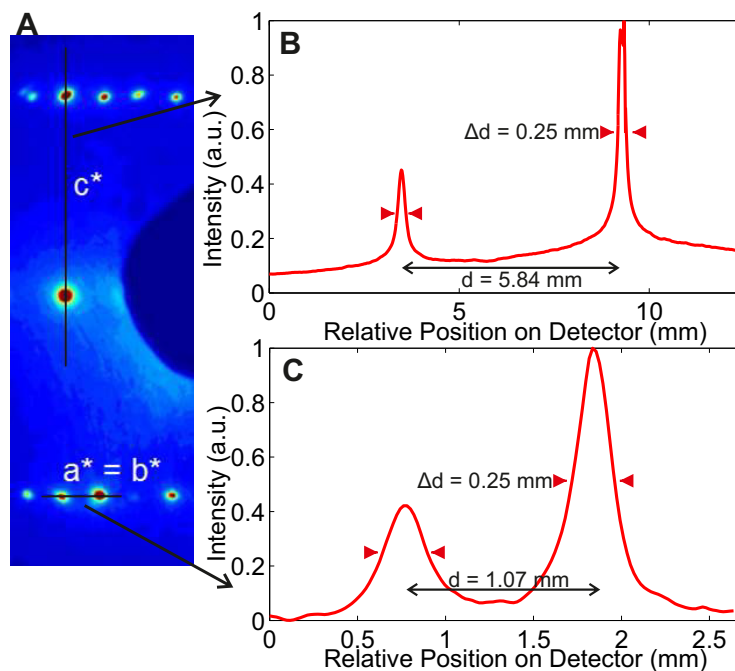 A
c*
a* = b*
B
Intensity (a.u.)
1
0.8
0.6
0.4
0.2
0
Δd = 0.25 mm
d = 5.84 mm
0
5
10
Relative Position on Detector (mm)
C
Intensity (a.u.)
1
0.8
0.6
0.4
0.2
0
Δd = 0.25 mm
d = 1.07 mm
0
0.5
1
1.5
2
2.5
Relative Position on Detector (mm)